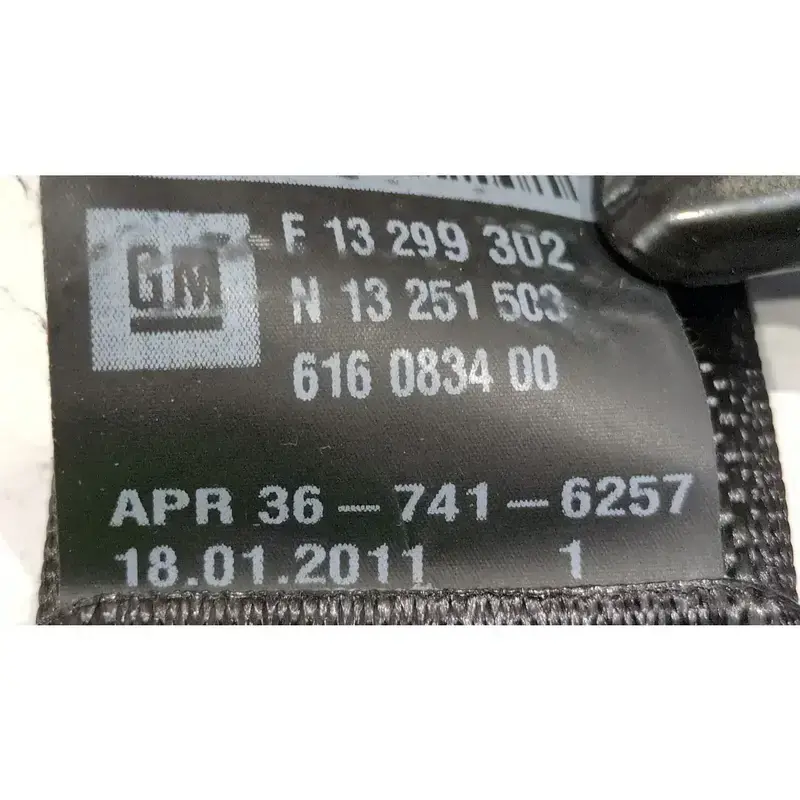 GM
F 13 299 302
N 13 251 503
616 0834 00
APR 36-741-6257
18.01.2011 1